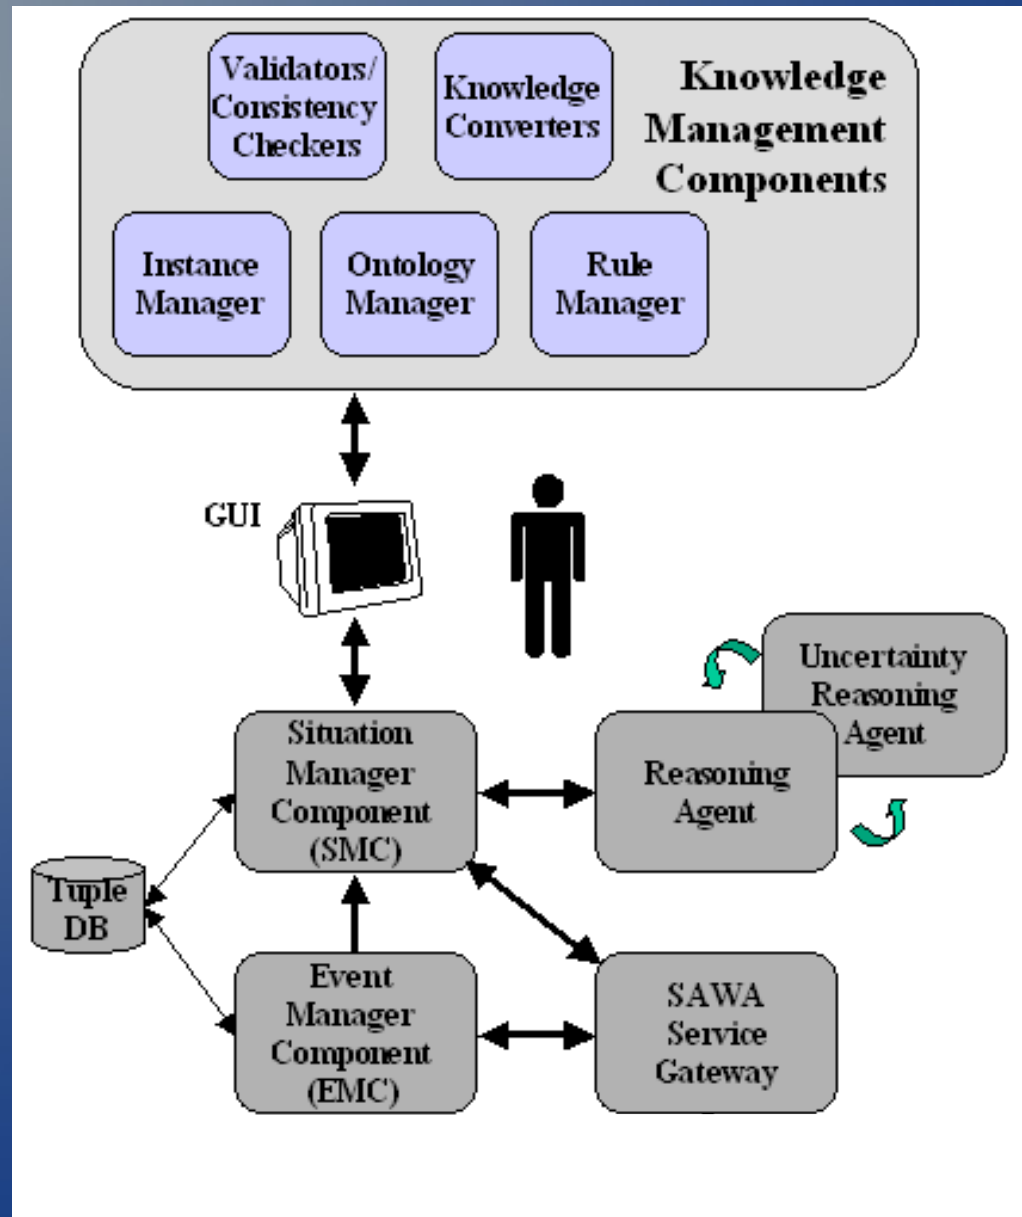 Validators/
Consistency
Checkers
Knowledge
Converters
Knowledge
Management
Components
Instance
Manager
Ontology
Manager
Rule
Manager
GUI
Uncertainty
Reasoning
Agent
Situation
Manager
Component
(SMC)
Reasoning
Agent
Tuple
DB
Event
Manager
Component
(EMC)
SAWA
Service
Gateway